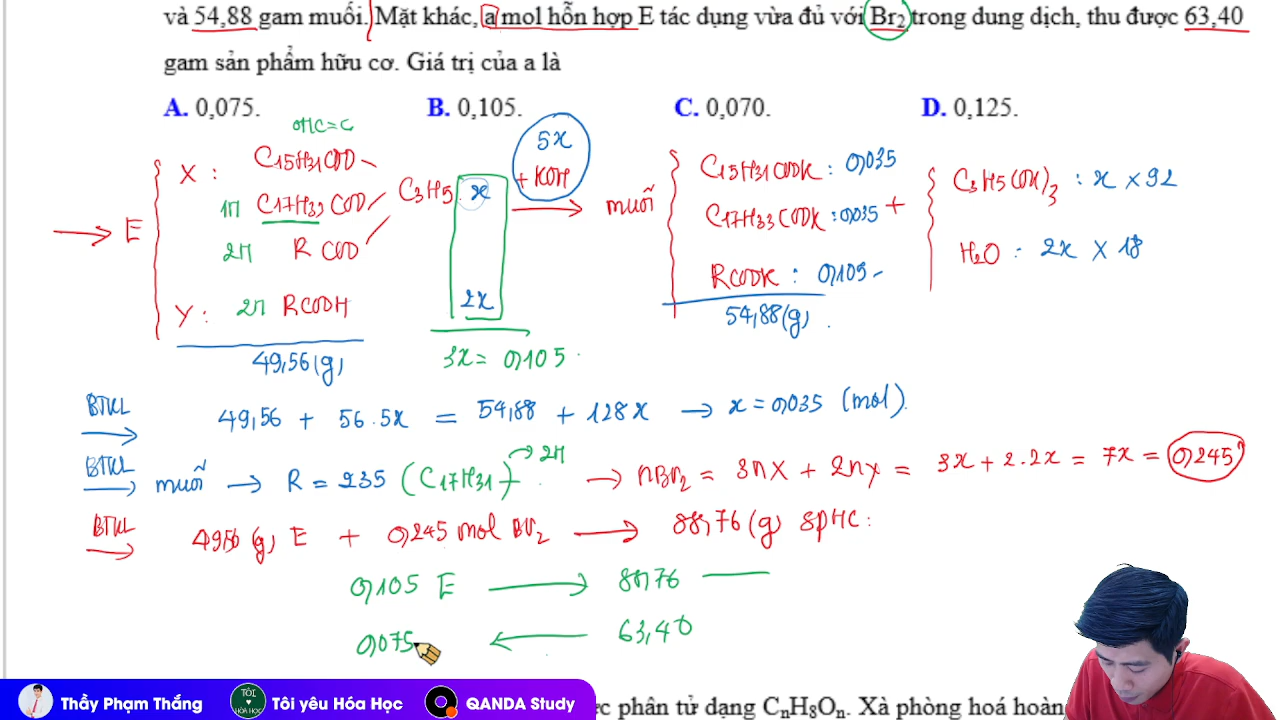 và 54,88 gam muối. Mặt khác, a mol hỗn hợp E tác dụng vừa đủ với Br2 trong dung dịch, thu được 63,40
gam sản phẩm hữu cơ. Giá trị của a là
A. 0,075. B. 0,105. C. 0,070. D. 0,125.
E
X :
C15H31COO
1π C17H33COO
2π R COO
C3H5
x
Y : 2π RCOOH
2x
49,56 (g)
3x = 0,105
5x
+ KOH
muối
C15H31COOK : 0,035
C17H33COOK : 0,035 +
RCOOK : 0,105
54,88 (g)
C3H5(OH)3 : x × 92
H2O : 2x × 18
BTKL 49,56 + 56.5x = 54,88 + 128x → x = 0,035 (mol).
BTKL muối → R = 235 (C17H31) → 2π → nBr2 = 3nX + 2nY = 3x + 2.2x = 7x = 0,245
BTKL 49,56 (g) E + 0,245 mol Br2 → 88,76 (g) SPHC :
0,105 E → 88,76
0,075 ← 63,40
Thầy Phạm Thắng TÔI YÊU HÓA HỌC Tôi yêu Hóa Học QANDA Study
phân tử dạng CnH8On. Xà phòng hoá hoàn